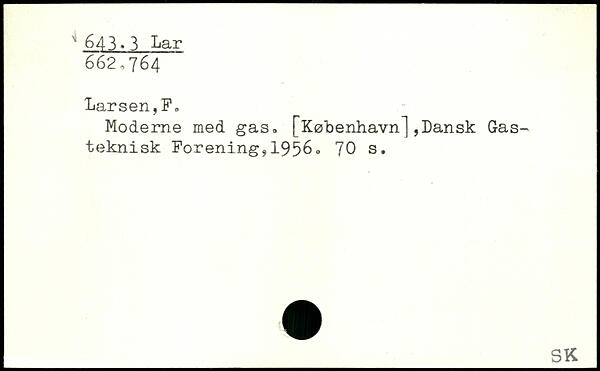 643.3 Lar
662.764
Larsen,F.
Moderne med gas. [København],Dansk Gas-
teknisk Forening,1956. 70 s.
SK